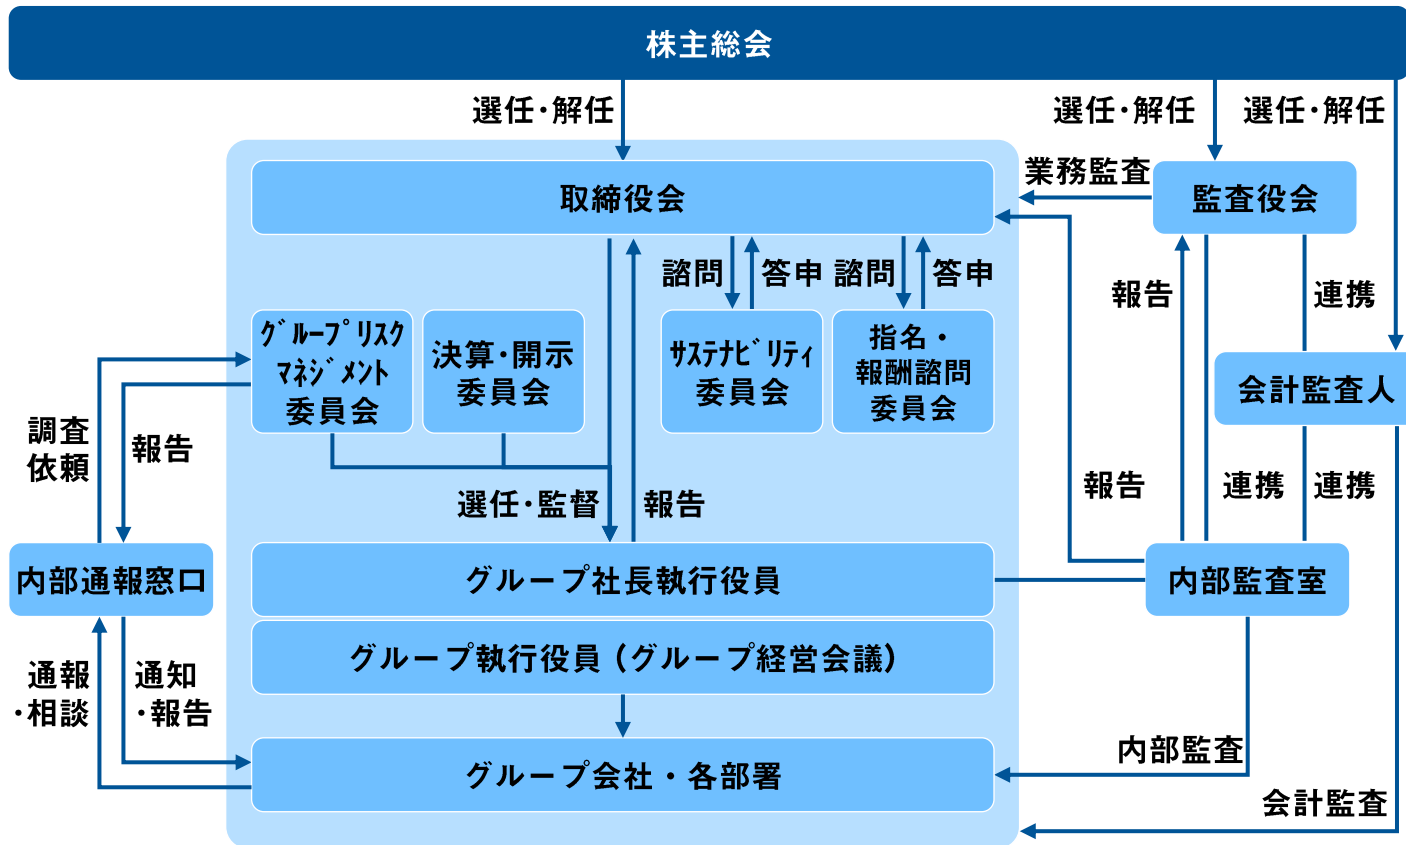 株主総会
選任・解任
選任・解任
選任・解任
業務監査
取締役会
監査役会
諮問
答申
諮問
答申
報告
連携
グループリスク
マネジメント
委員会
決算・開示
委員会
サステナビリティ
委員会
指名・
報酬諮問
委員会
会計監査人
調査
依頼
報告
選任・監督
報告
報告
連携
連携
内部通報窓口
グループ社長執行役員
内部監査室
グループ執行役員（グループ経営会議）
通報
・相談
通知
・報告
内部監査
グループ会社・各部署
会計監査